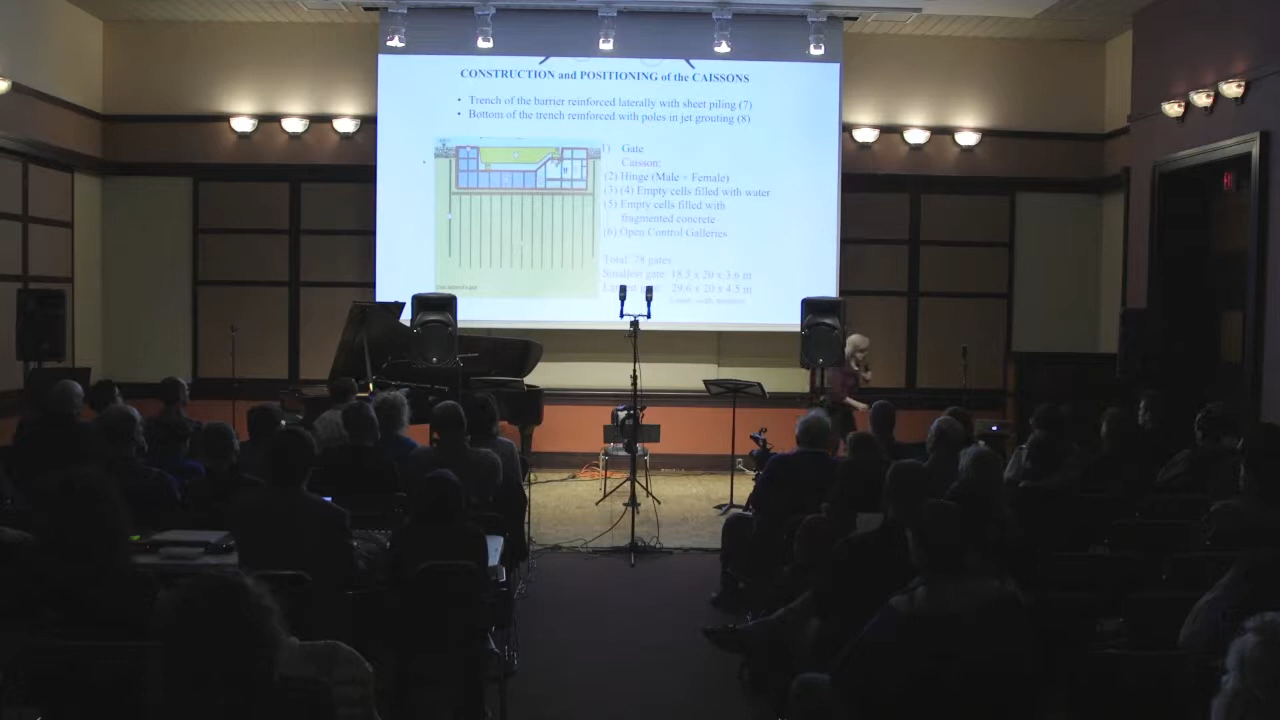 CONSTRUCTION and POSITIONING of the CAISSONS
• Trench of the barrier reinforced laterally with sheet piling (7)
• Bottom of the trench reinforced with poles in jet grouting (8)
1) Gate
Caisson:
(2) Hinge (Male + Female)
(3) (4) Empty cells filled with water
(5) Empty cells filled with
fragmented concrete
(6) Open Control Galleries
Total: 78 gates
Smallest gate: 18.5 x 20 x 3.6 m
gate: 29.6 x 20 x 4.5 m